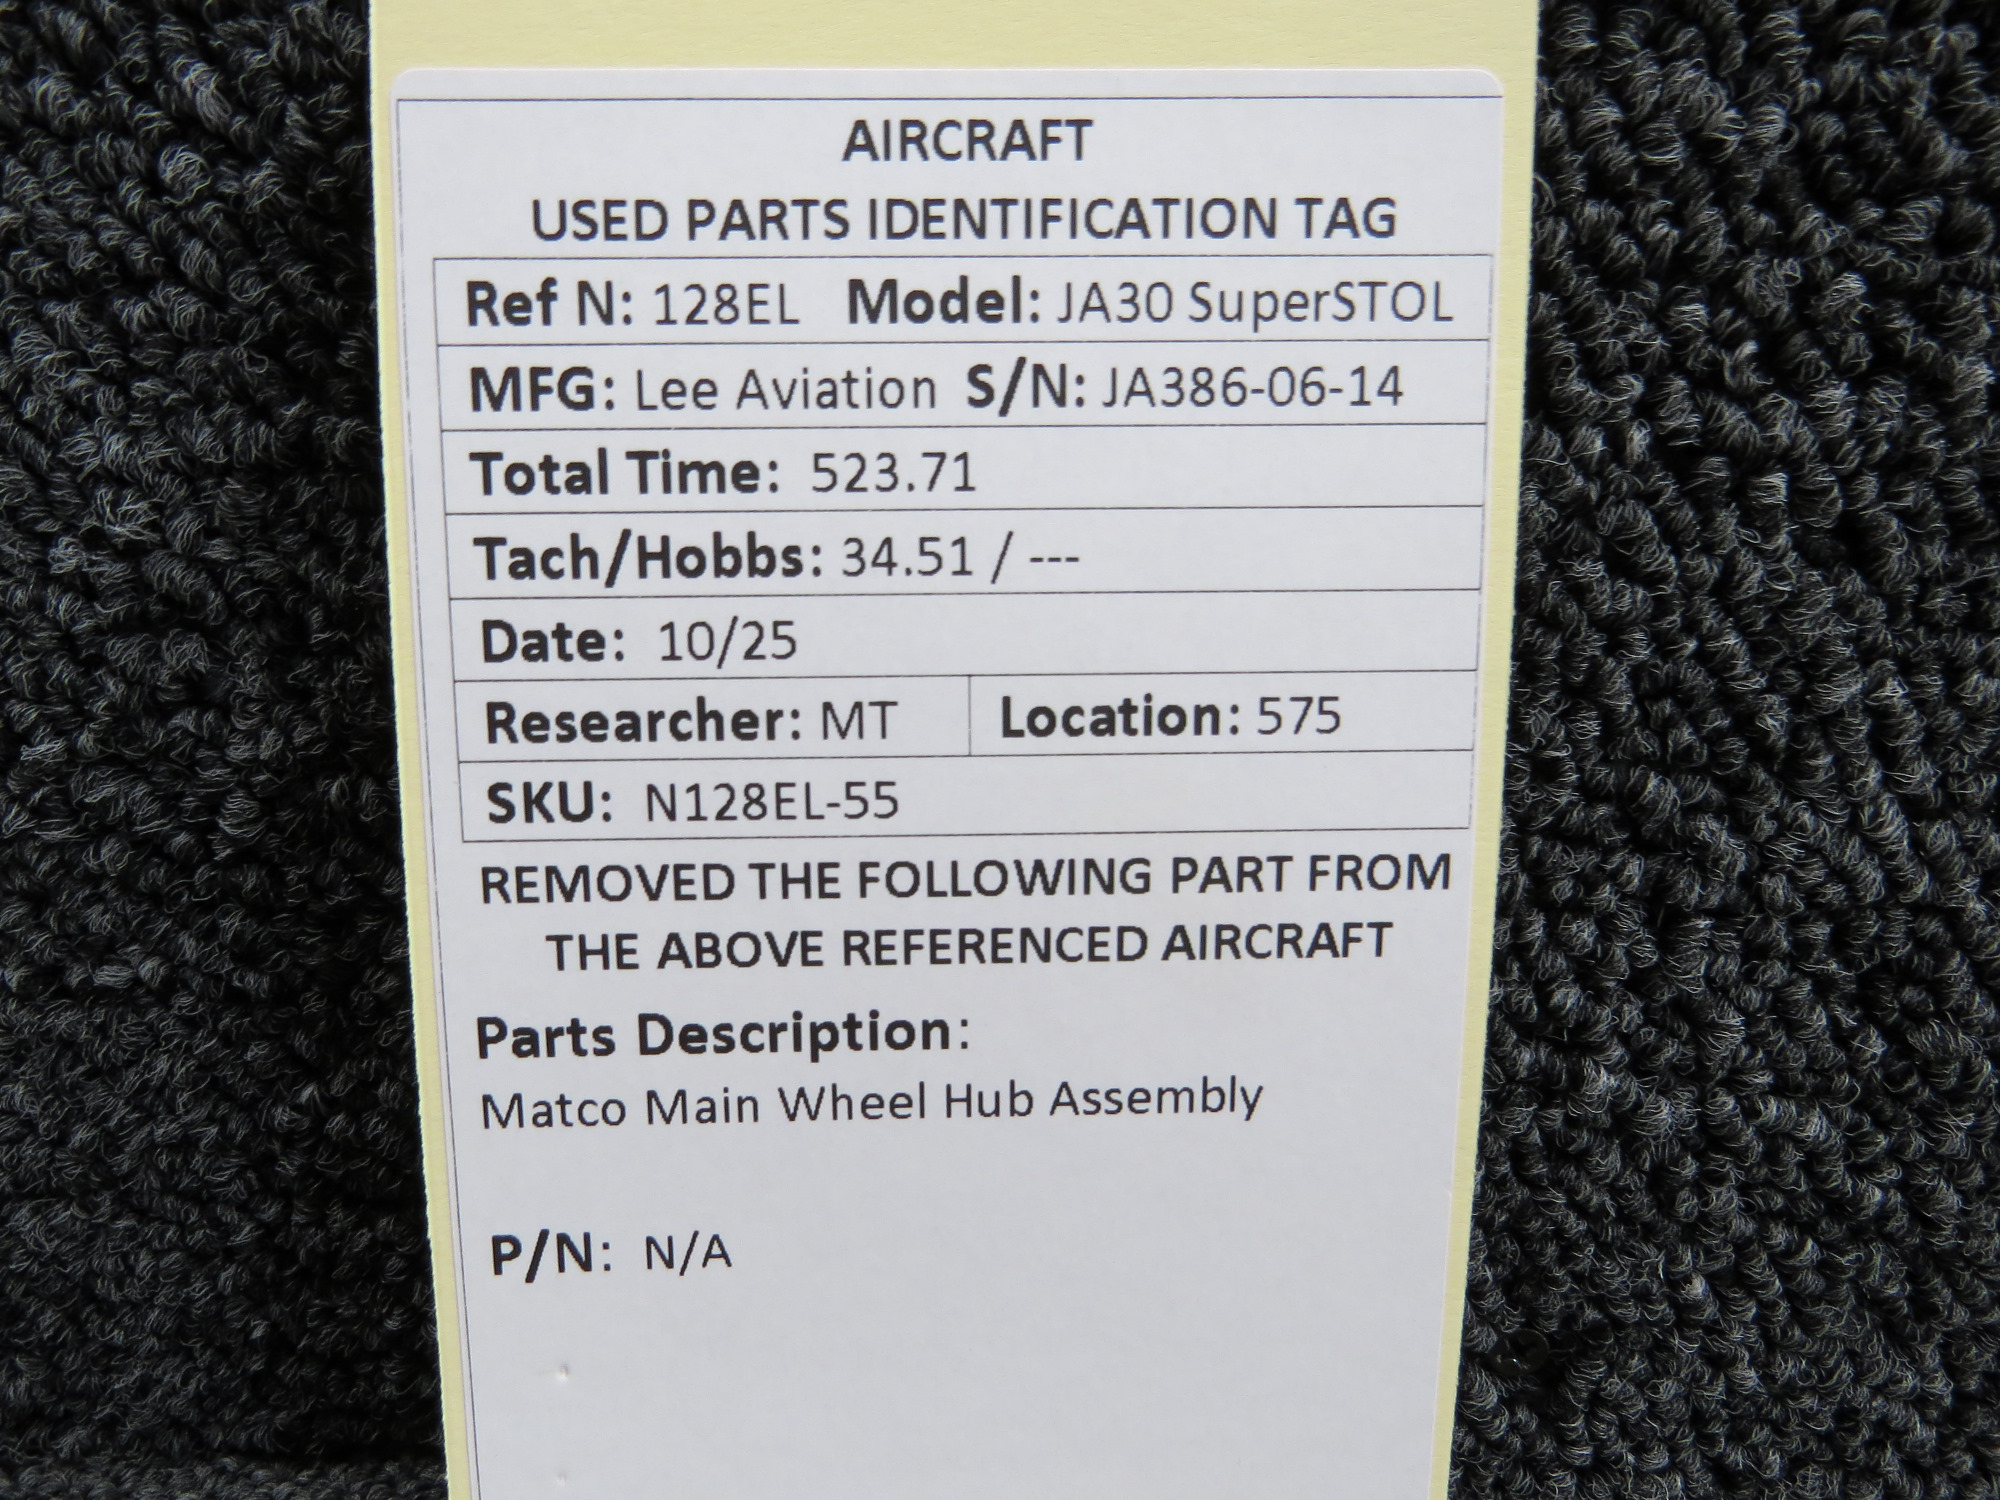 AIRCRAFT
USED PARTS IDENTIFICATION TAG
Ref N: 128EL Model: JA30 SuperSTOL
MFG: Lee Aviation S/N: JA386-06-14
Total Time: 523.71
Tach/Hobbs: 34.51 / ---
Date: 10/25
Researcher: MT Location: 575
SKU: N128EL-55
REMOVED THE FOLLOWING PART FROM
THE ABOVE REFERENCED AIRCRAFT
Parts Description:
Matco Main Wheel Hub Assembly
P/N: N/A